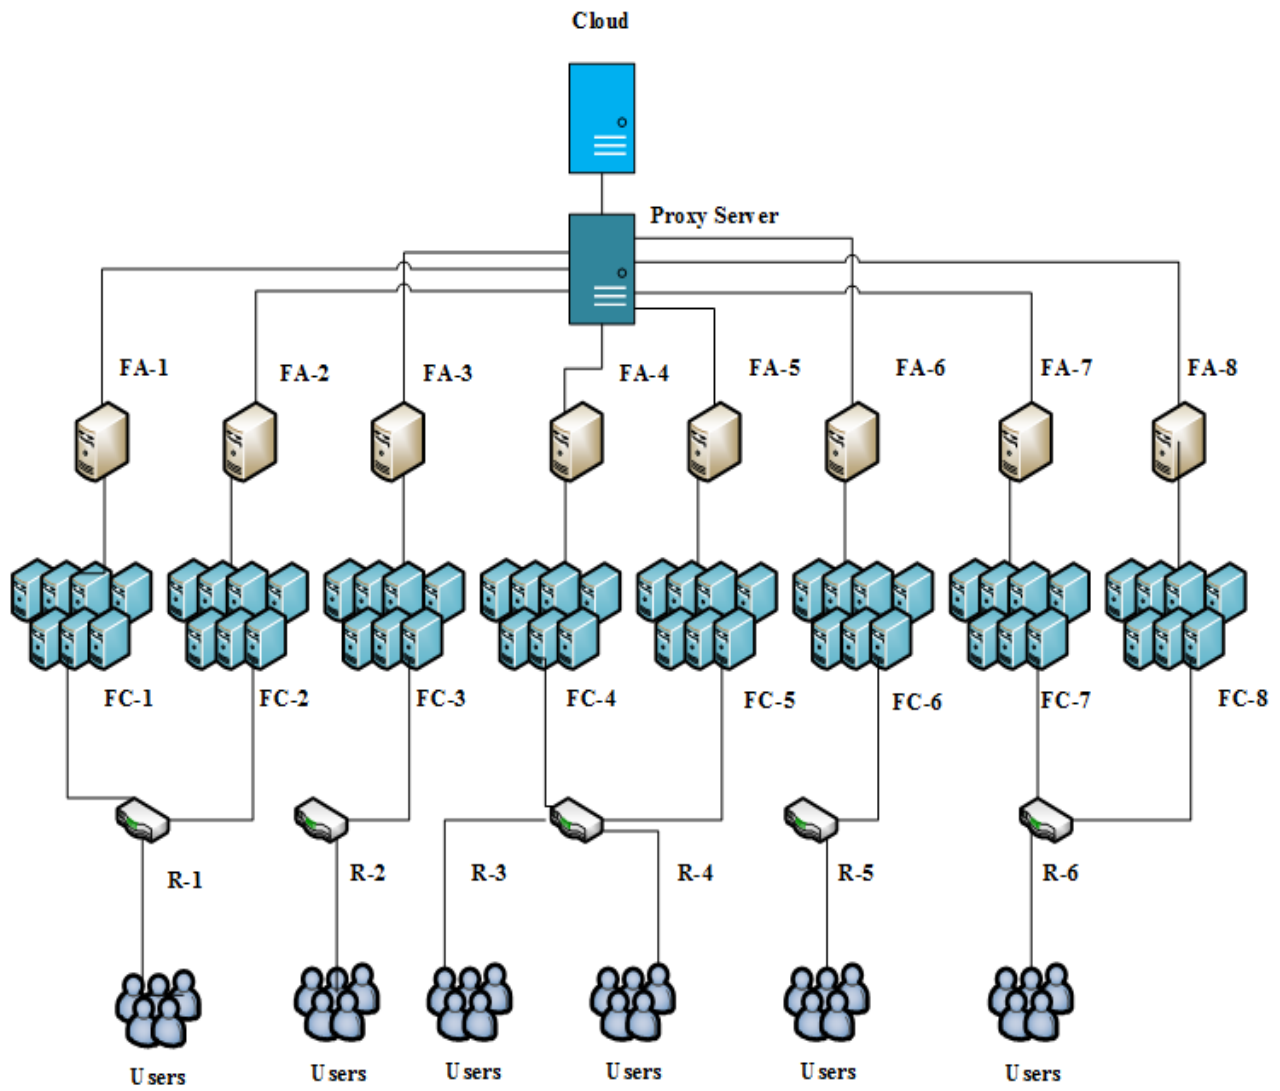 Cloud
Proxy Server
FA-1
FA-2
FA-3
FA-4
FA-5
FA-6
FA-7
FA-8
FC-1
FC-2
FC-3
FC-4
FC-5
FC-6
FC-7
FC-8
R-1
R-2
R-3
R-4
R-5
R-6
Users
Users
Users
Users
Users
Users